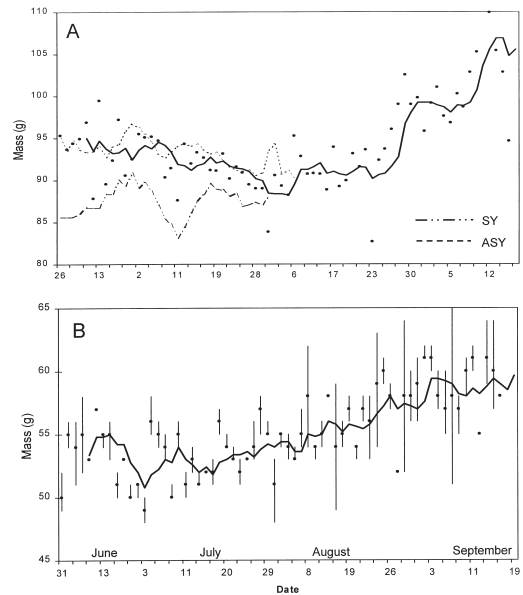 A
Mass (g)
110
105
100
95
90
85
80
SY
ASY
26 13 2 11 19 28 6 17 23 30 5 12
B
Mass (g)
65
60
55
50
45
June July August September
31 13 3 11 20 29 8 17 26 3 11 19
Date